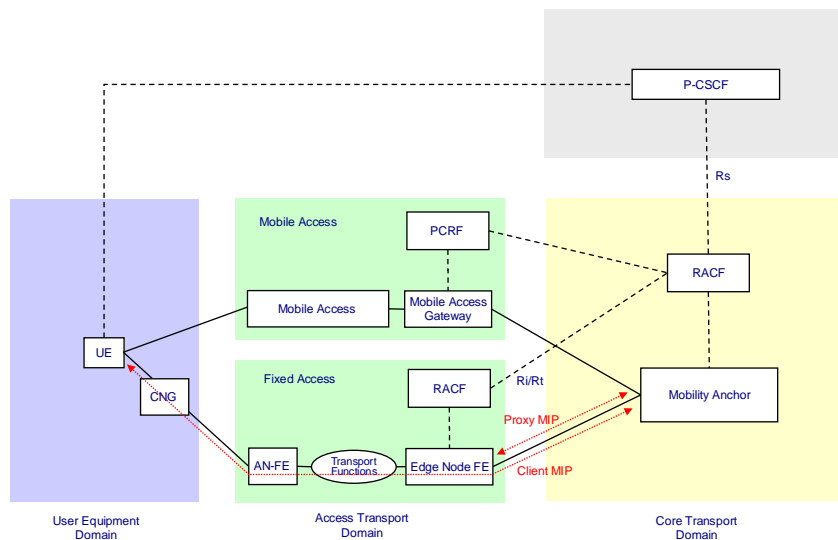 P-CSCF
Rs
Mobile Access
PCRF
RACF
Mobile Access
Mobile Access
Gateway
UE
CNG
Fixed Access
RACF
Ri/Rt
Mobility Anchor
Proxy MIP
AN-FE
Transport
Functions
Edge Node FE
Client MIP
User Equipment
Domain
Access Transport
Domain
Core Transport
Domain